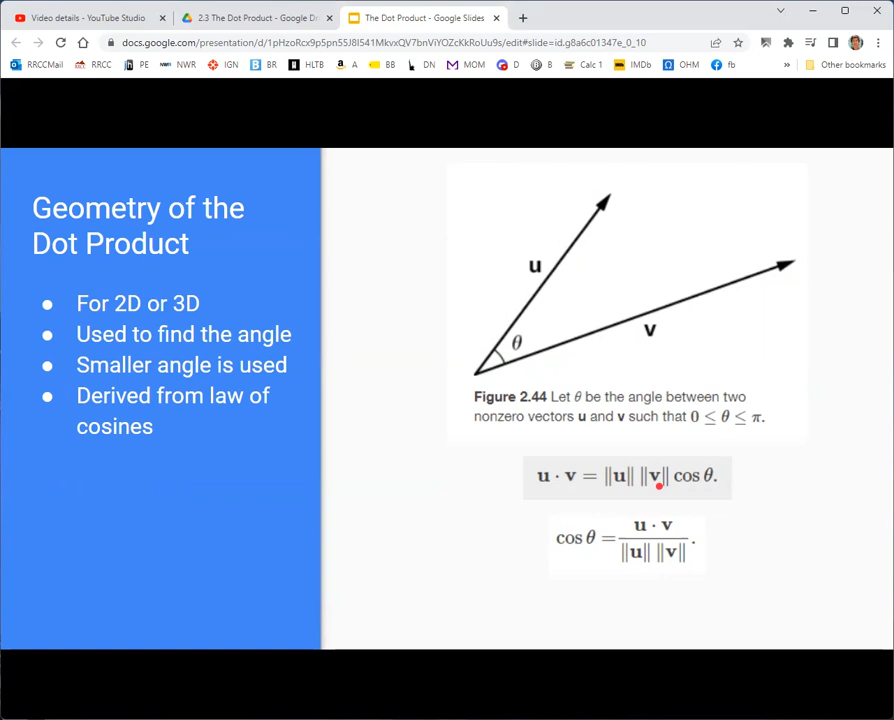 Video details - YouTube Studio
2.3 The Dot Product - Google Dr
The Dot Product - Google Slides
docs.google.com/presentation/d/1pHzoRcx9p5pn55J8I541MkvxQV7bnViYOZcKkRoUu9s/edit#slide=id.g8a6c01347e_0_10
RRCCMail RRCC PE NWR IGN BR HLTB A BB DN MOM D B Calc 1 IMDb OHM fb » Other bookmarks
Geometry of the
Dot Product
● For 2D or 3D
● Used to find the angle
● Smaller angle is used
● Derived from law of
cosines
u
θ
v
Figure 2.44 Let θ be the angle between two
nonzero vectors u and v such that 0 ≤ θ ≤ π.
u · v = ‖u‖ ‖v‖ cos θ.
cos θ = u · v / ‖u‖ ‖v‖ .